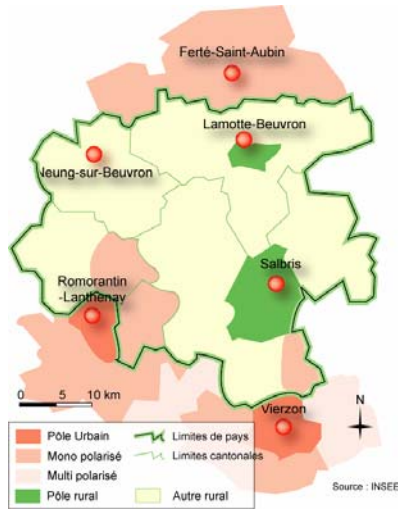 Ferté-Saint-Aubin
Lamotte-Beuvron
Neung-sur-Beuvron
Salbris
Romorantin
-Lanthenay
0 5 10 km
Vierzon
N
Pôle Urbain
Limites de pays
Mono polarisé
Limites cantonales
Multi polarisé
Pôle rural
Autre rural
Source : INSEE